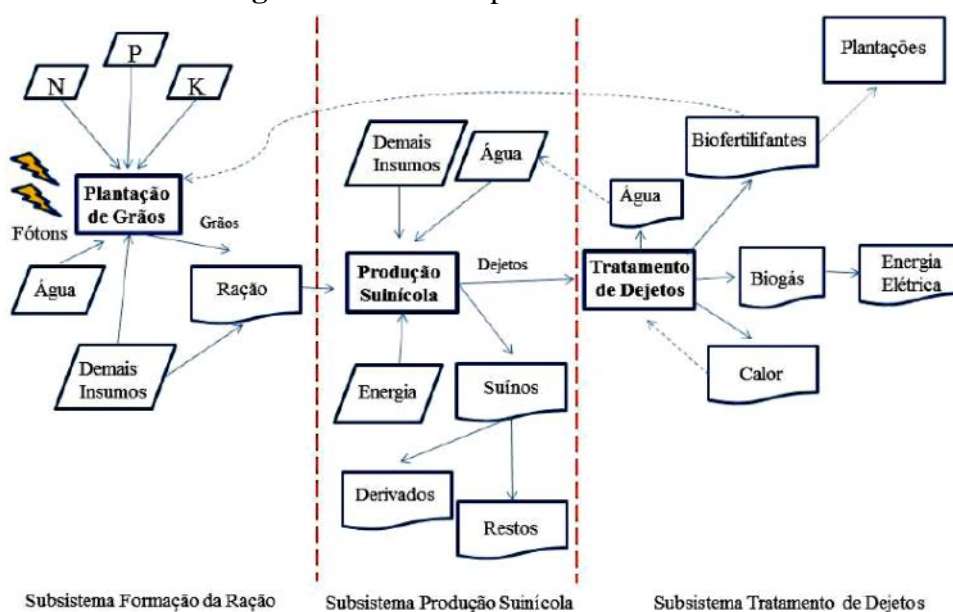 P
N
K
Fótons
Plantação
de Grãos
Água
Demais
Insumos
Grãos
Ração
Demais
Insumos
Água
Produção
Suinícola
Energia
Dejetos
Suínos
Derivados
Restos
Plantações
Biofertilifantes
Água
Tratamento
de Dejetos
Biogás
Energia
Elétrica
Calor
Subsistema Formação da Ração
Subsistema Produção Suinícola
Subsistema Tratamento de Dejetos